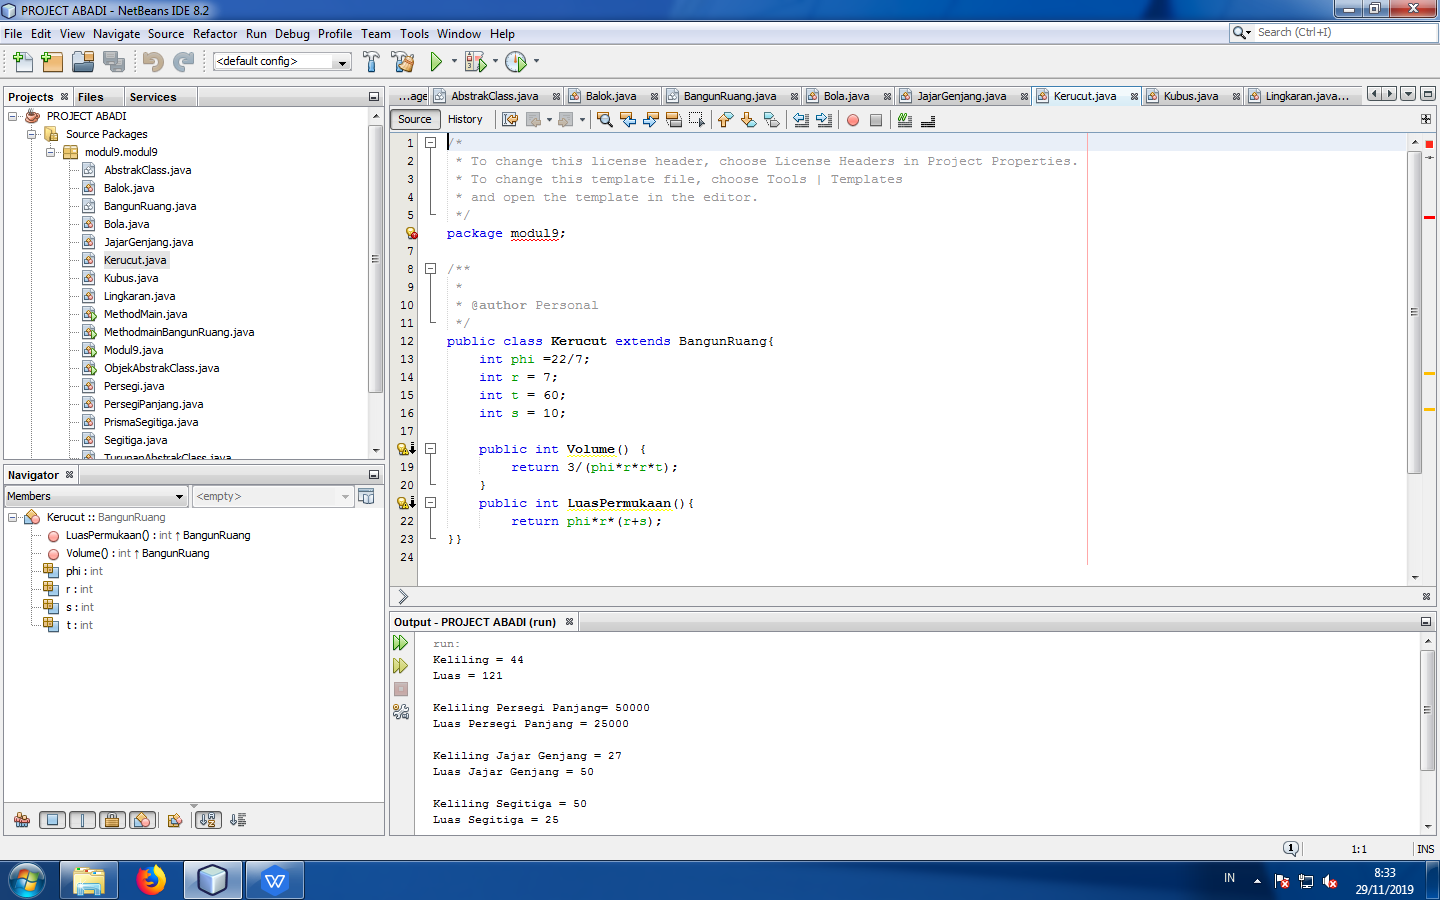 PROJECT ABADI - NetBeans IDE 8.2
File Edit View Navigate Source Refactor Run Debug Profile Team Tools Window Help
Search (Ctrl+I)
<default config>
Projects Files Services
PROJECT ABADI
Source Packages
modul9.modul9
AbstrakClass.java
Balok.java
BangunRuang.java
Bola.java
JajarGenjang.java
Kerucut.java
Kubus.java
Lingkaran.java
MethodMain.java
MethodmainBangunRuang.java
Modul9.java
ObjekAbstrakClass.java
Persegi.java
PersegiPanjang.java
PrismaSegitiga.java
Segitiga.java
TurunanAbstrakClass.java
Navigator
Members <empty>
Kerucut :: BangunRuang
LuasPermukaan() : int ↑ BangunRuang
Volume() : int ↑ BangunRuang
phi : int
r : int
s : int
t : int
...age AbstrakClass.java Balok.java BangunRuang.java Bola.java JajarGenjang.java Kerucut.java Kubus.java Lingkaran.java...
Source History
1 /*
2 * To change this license header, choose License Headers in Project Properties.
3 * To change this template file, choose Tools | Templates
4 * and open the template in the editor.
5 */
package modul9;
7
8 /**
9 *
10 * @author Personal
11 */
12 public class Kerucut extends BangunRuang{
13 int phi =22/7;
14 int r = 7;
15 int t = 60;
16 int s = 10;
17
public int Volume() {
19 return 3/(phi*r*r*t);
20 }
public int LuasPermukaan(){
22 return phi*r*(r+s);
23 }}
24
Output - PROJECT ABADI (run)
run:
Keliling = 44
Luas = 121
Keliling Persegi Panjang= 50000
Luas Persegi Panjang = 25000
Keliling Jajar Genjang = 27
Luas Jajar Genjang = 50
Keliling Segitiga = 50
Luas Segitiga = 25
1 1:1 INS
IN 8:33
29/11/2019